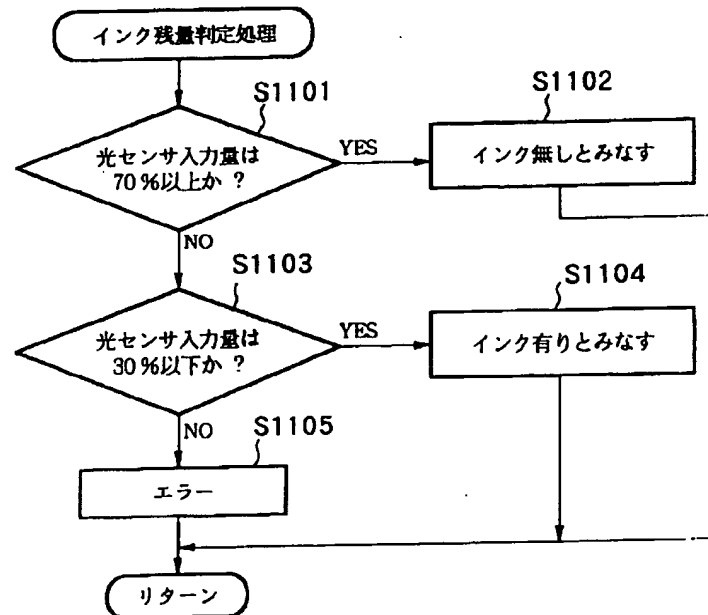 インク残量判定処理
S1101
光センサ入力量は
70%以上か?
YES
S1102
インク無しとみなす
NO
S1103
光センサ入力量は
30%以下か?
YES
S1104
インク有りとみなす
NO
S1105
エラー
リターン